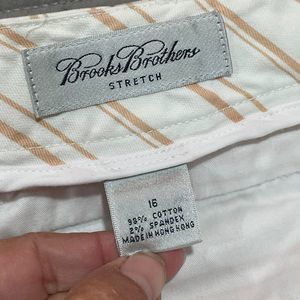 Brooks Brothers
STRETCH
16
98% COTTON
2% SPANDEX
MADE IN HONG KONG